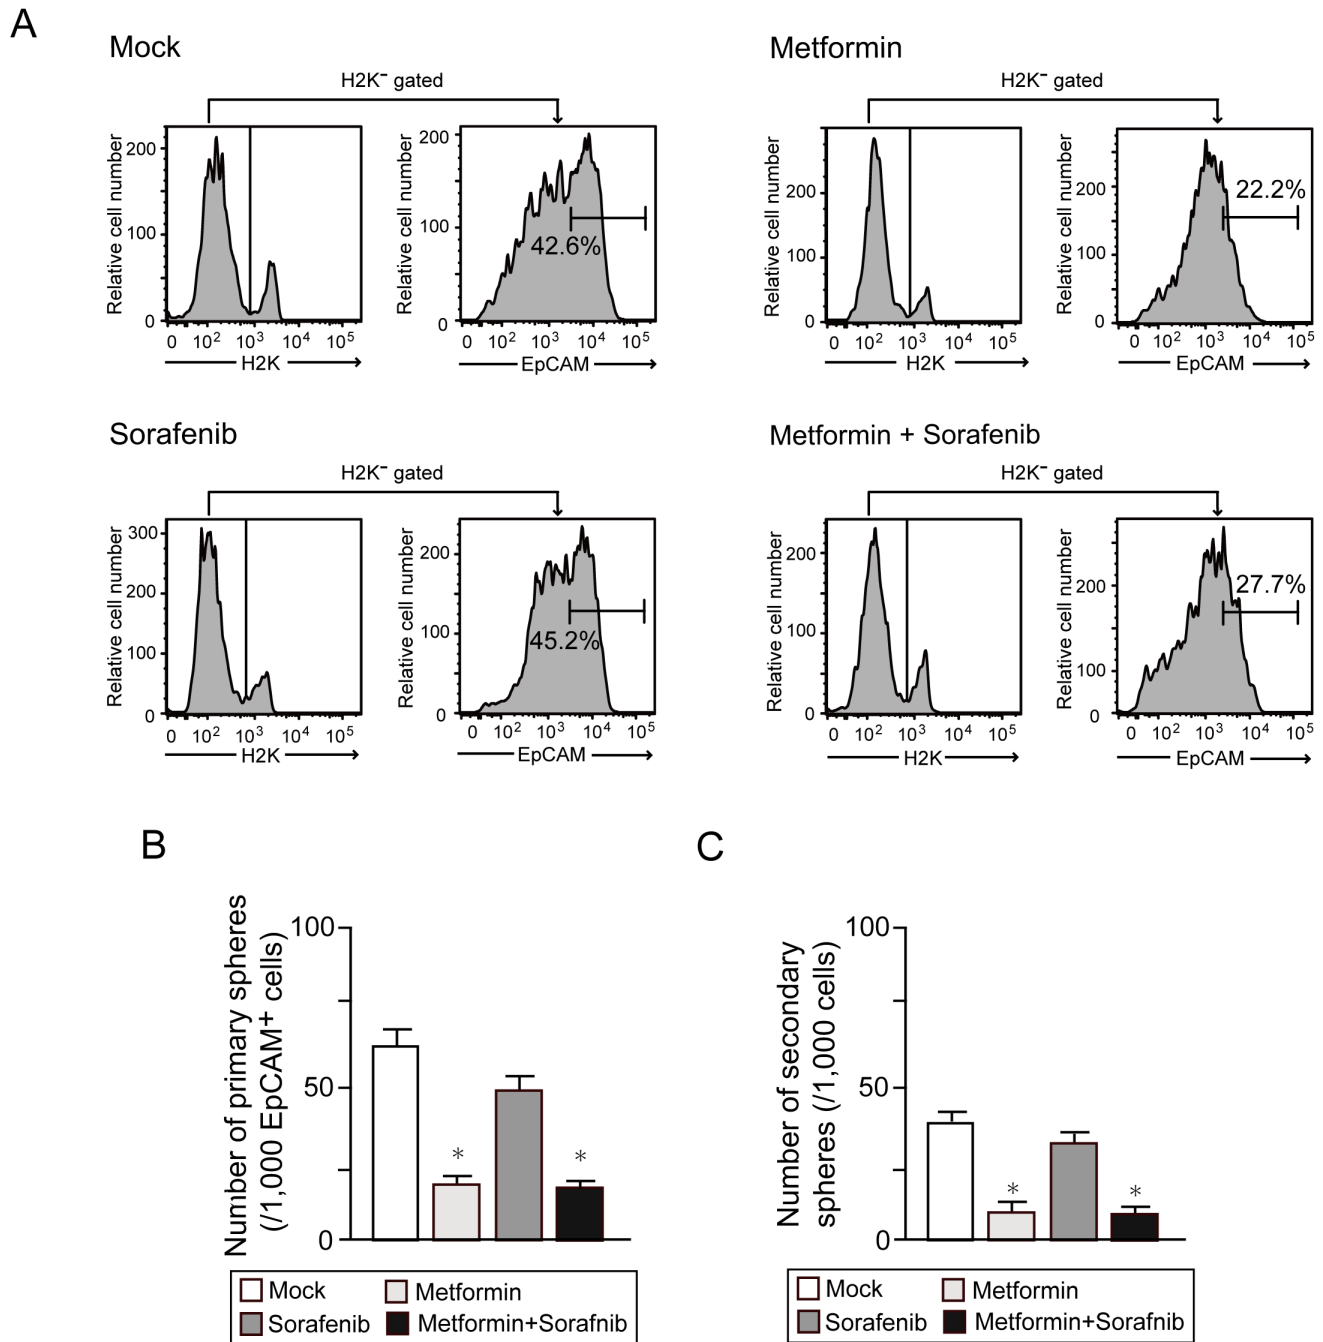 A
Mock
H2K⁻ gated
Relative cell number
200
100
0
0 10² 10³ 10⁴ 10⁵
H2K
Relative cell number
200
100
0
42.6%
0 10² 10³ 10⁴ 10⁵
EpCAM
Metformin
H2K⁻ gated
Relative cell number
200
100
0
0 10² 10³ 10⁴ 10⁵
H2K
Relative cell number
200
100
0
22.2%
0 10² 10³ 10⁴ 10⁵
EpCAM
Sorafenib
H2K⁻ gated
Relative cell number
300
200
100
0
0 10² 10³ 10⁴ 10⁵
H2K
Relative cell number
200
100
0
45.2%
0 10² 10³ 10⁴ 10⁵
EpCAM
Metformin + Sorafenib
H2K⁻ gated
Relative cell number
200
100
0
0 10² 10³ 10⁴ 10⁵
H2K
Relative cell number
200
100
0
27.7%
0 10² 10³ 10⁴ 10⁵
EpCAM
B
Number of primary spheres
(/1,000 EpCAM⁺ cells)
100
50
0
* *
Mock Metformin
Sorafenib Metformin+Sorafnib
C
Number of secondary
spheres (/1,000 cells)
100
50
0
* *
Mock Metformin
Sorafenib Metformin+Sorafnib